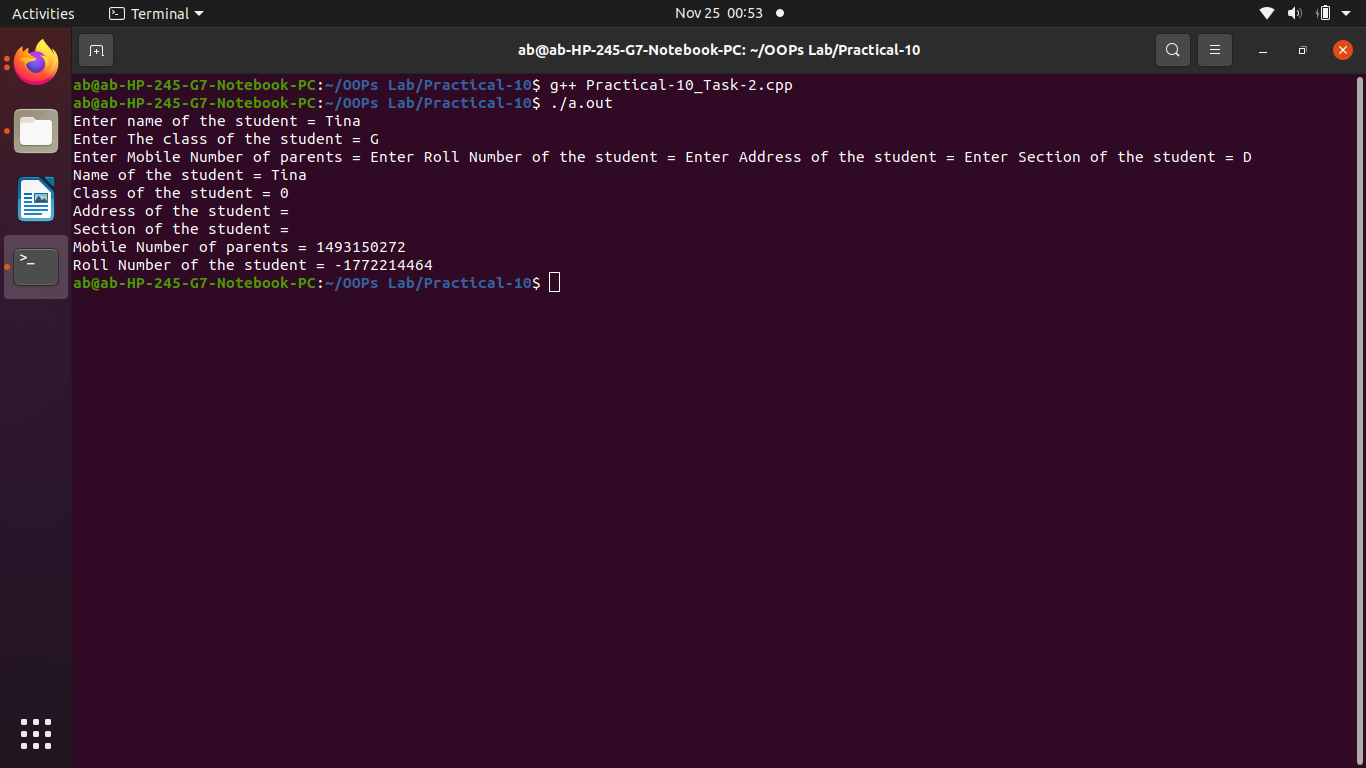 Activities Terminal Nov 25 00:53
ab@ab-HP-245-G7-Notebook-PC: ~/OOPs Lab/Practical-10
ab@ab-HP-245-G7-Notebook-PC:~/OOPs Lab/Practical-10$ g++ Practical-10_Task-2.cpp
ab@ab-HP-245-G7-Notebook-PC:~/OOPs Lab/Practical-10$ ./a.out
Enter name of the student = Tina
Enter The class of the student = G
Enter Mobile Number of parents = Enter Roll Number of the student = Enter Address of the student = Enter Section of the student = D
Name of the student = Tina
Class of the student = 0
Address of the student =
Section of the student =
Mobile Number of parents = 1493150272
Roll Number of the student = -1772214464
ab@ab-HP-245-G7-Notebook-PC:~/OOPs Lab/Practical-10$